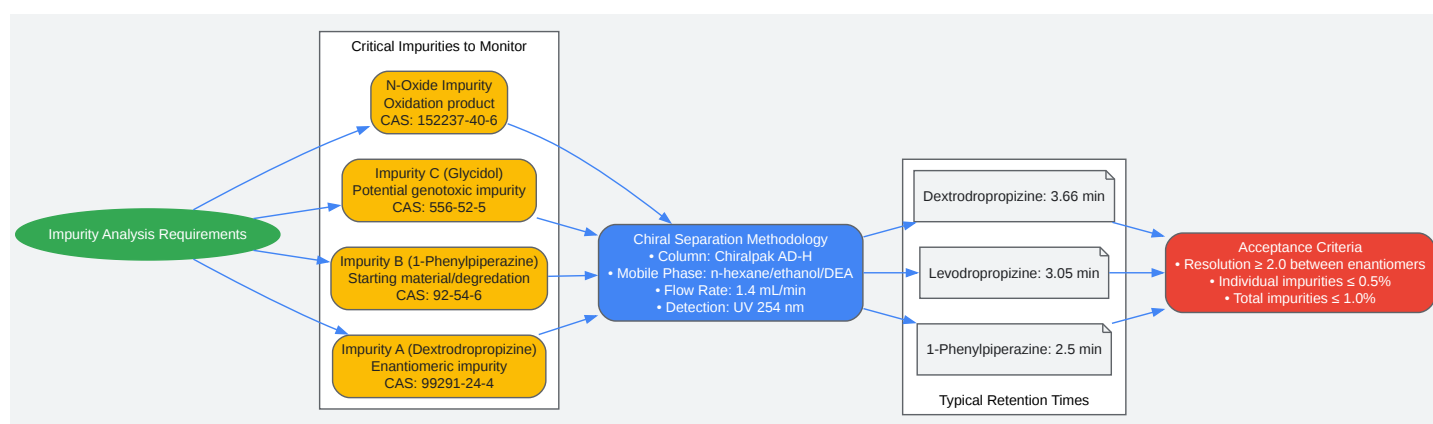 Impurity Analysis Requirements
Critical Impurities to Monitor
N-Oxide Impurity
Oxidation product
CAS: 152237-40-6
Impurity C (Glycidol)
Potential genotoxic impurity
CAS: 556-52-5
Impurity B (1-Phenylpiperazine)
Starting material/degredation
CAS: 92-54-6
Impurity A (Dextrodropropizine)
Enantiomeric impurity
CAS: 99291-24-4
Chiral Separation Methodology
• Column: Chiralpak AD-H
• Mobile Phase: n-hexane/ethanol/DEA
• Flow Rate: 1.4 mL/min
• Detection: UV 254 nm
Dextrodropropizine: 3.66 min
Levodropropizine: 3.05 min
1-Phenylpiperazine: 2.5 min
Typical Retention Times
Acceptance Criteria
• Resolution ≥ 2.0 between enantiomers
• Individual impurities ≤ 0.5%
• Total impurities ≤ 1.0%